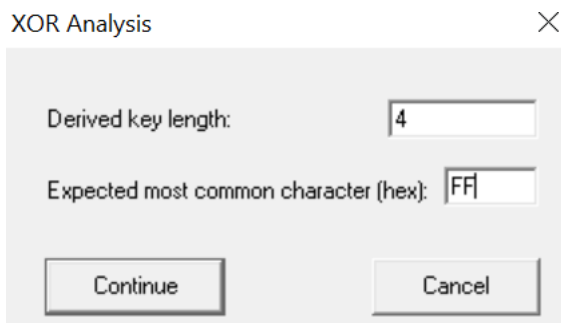 XOR Analysis
Derived key length: 4
Expected most common character (hex): FF
Continue Cancel